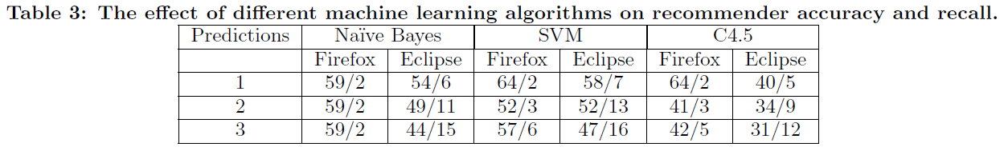 Table 3: The effect of different machine learning algorithms on recommender accuracy and recall.
Predictions Naïve Bayes SVM C4.5
Firefox Eclipse Firefox Eclipse Firefox Eclipse
1 59/2 54/6 64/2 58/7 64/2 40/5
2 59/2 49/11 52/3 52/13 41/3 34/9
3 59/2 44/15 57/6 47/16 42/5 31/12